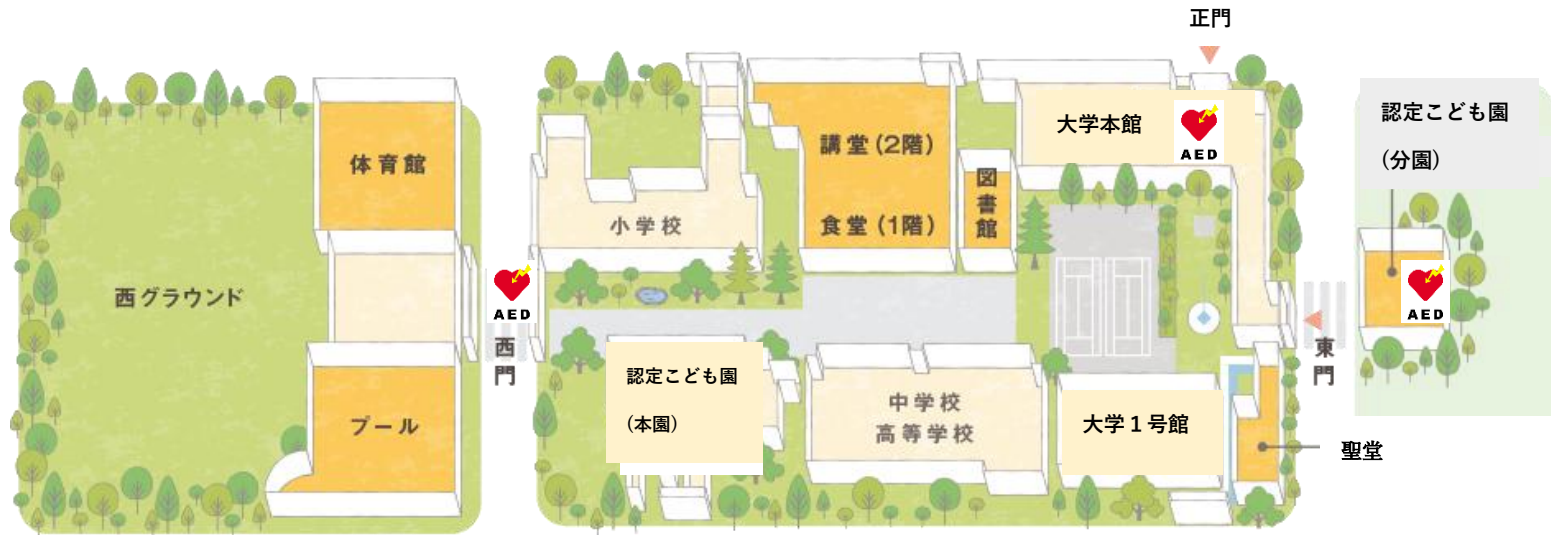 正門
認定こども園
(分園)
大学本館
AED
体育館
講堂(2階)
図書館
小学校
食堂(1階)
西グラウンド
AED
AED
西門
東門
認定こども園
(本園)
中学校
高等学校
大学１号館
プール
聖堂